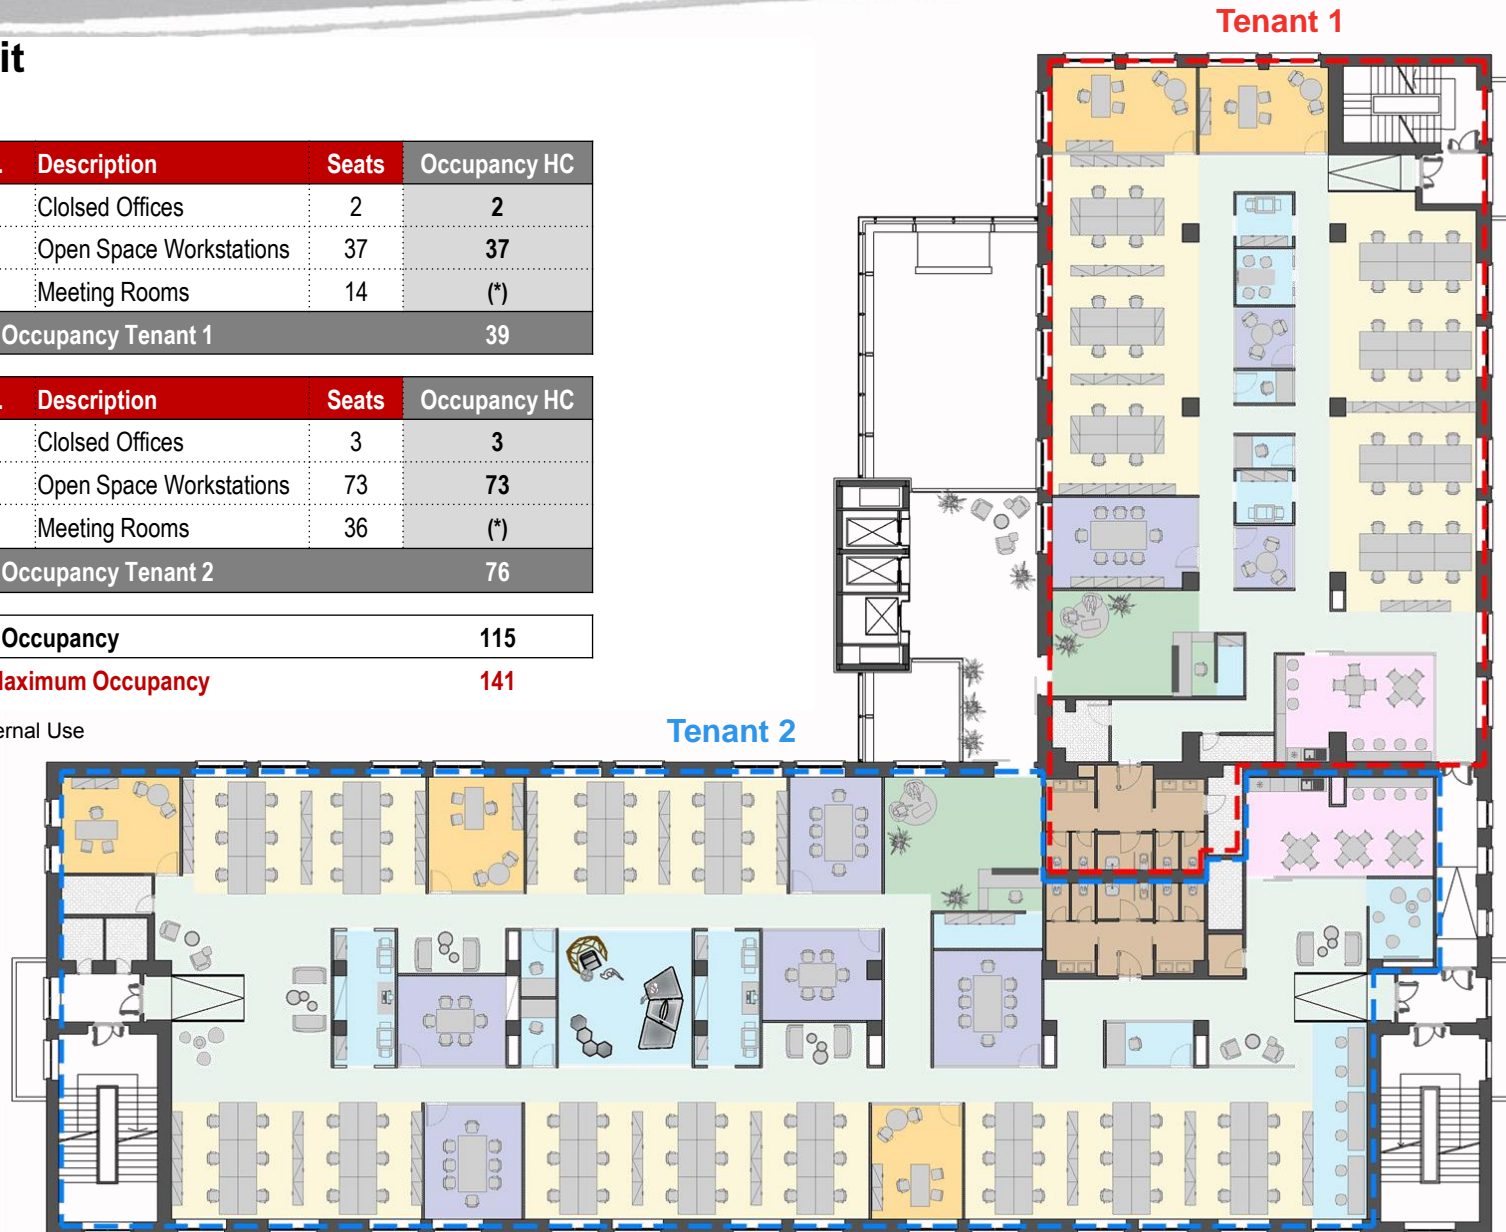 Tenant 1
it
. Description Seats Occupancy HC
Clolsed Offices 2 2
Open Space Workstations 37 37
Meeting Rooms 14 (*)
Occupancy Tenant 1 39
. Description Seats Occupancy HC
Clolsed Offices 3 3
Open Space Workstations 73 73
Meeting Rooms 36 (*)
Occupancy Tenant 2 76
Occupancy 115
aximum Occupancy 141
ernal Use
Tenant 2